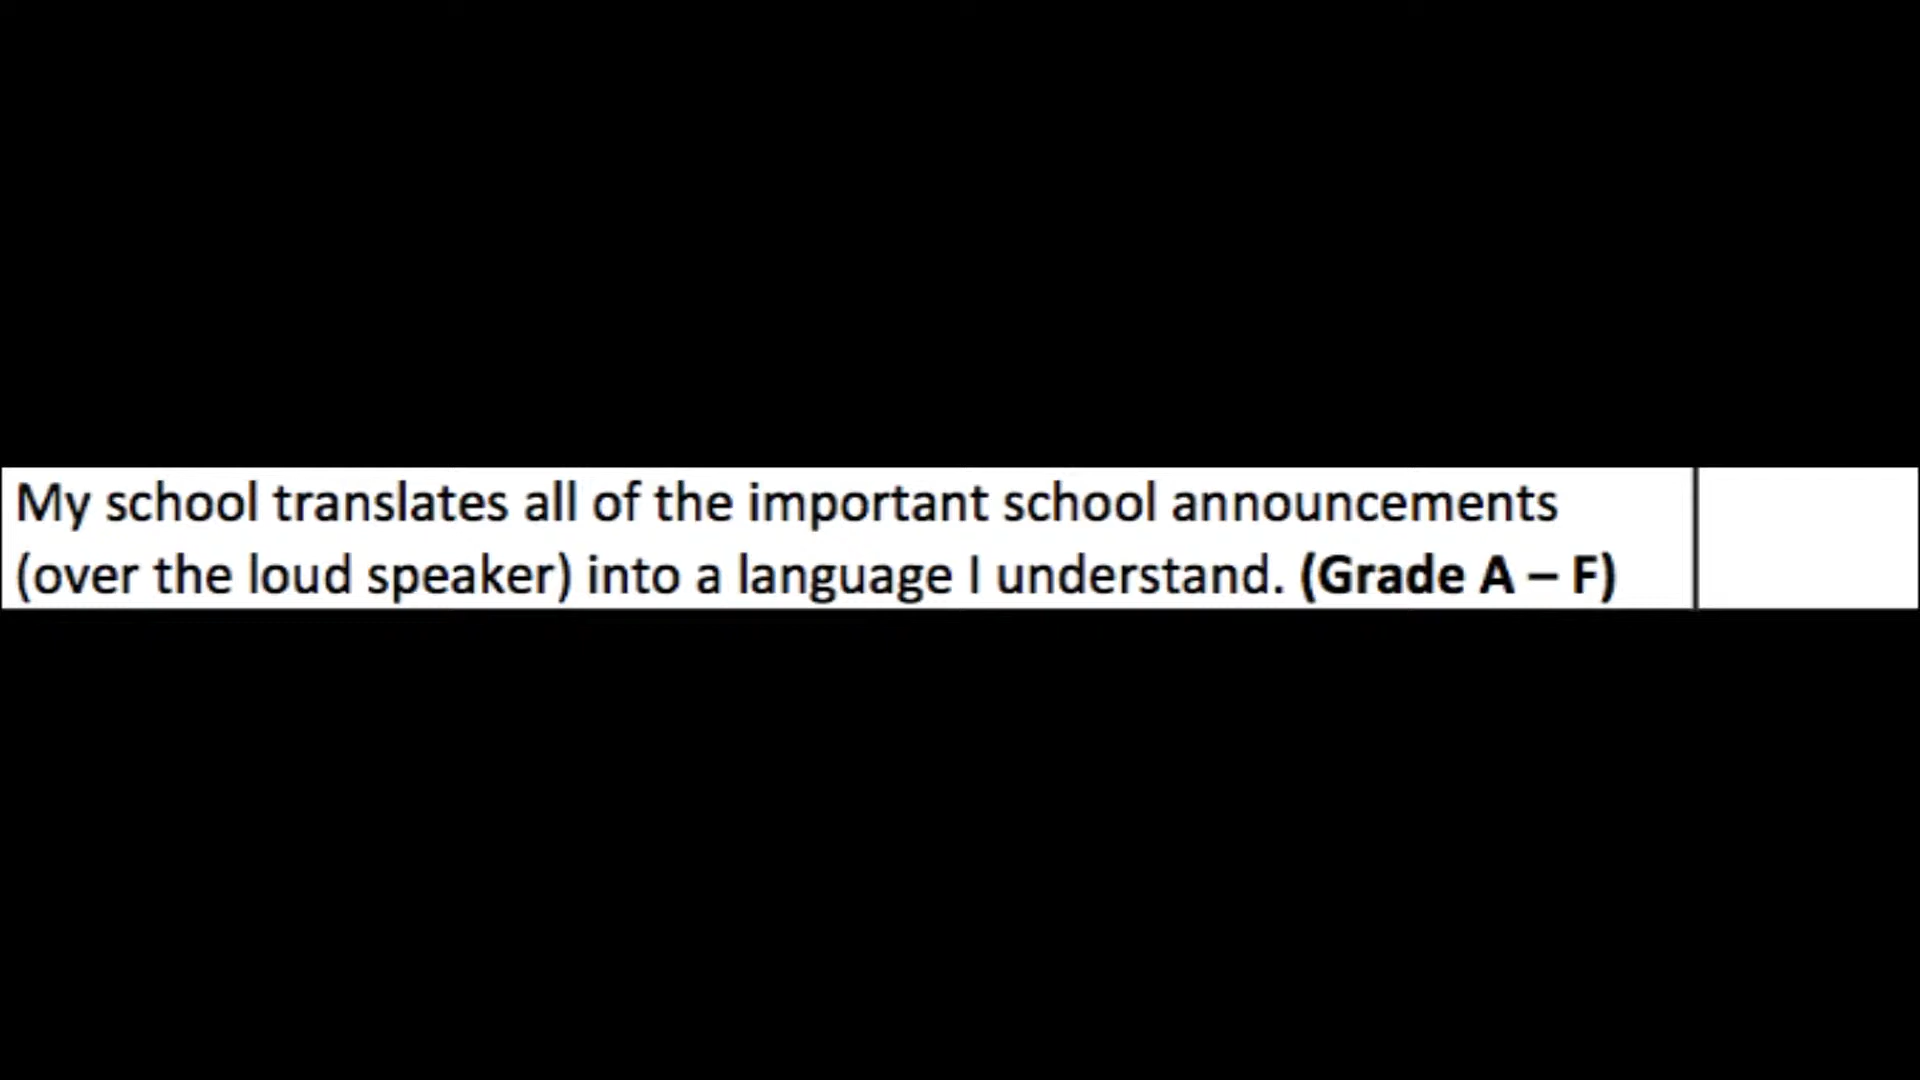 My school translates all of the important school announcements
(over the loud speaker) into a language I understand. (Grade A – F)